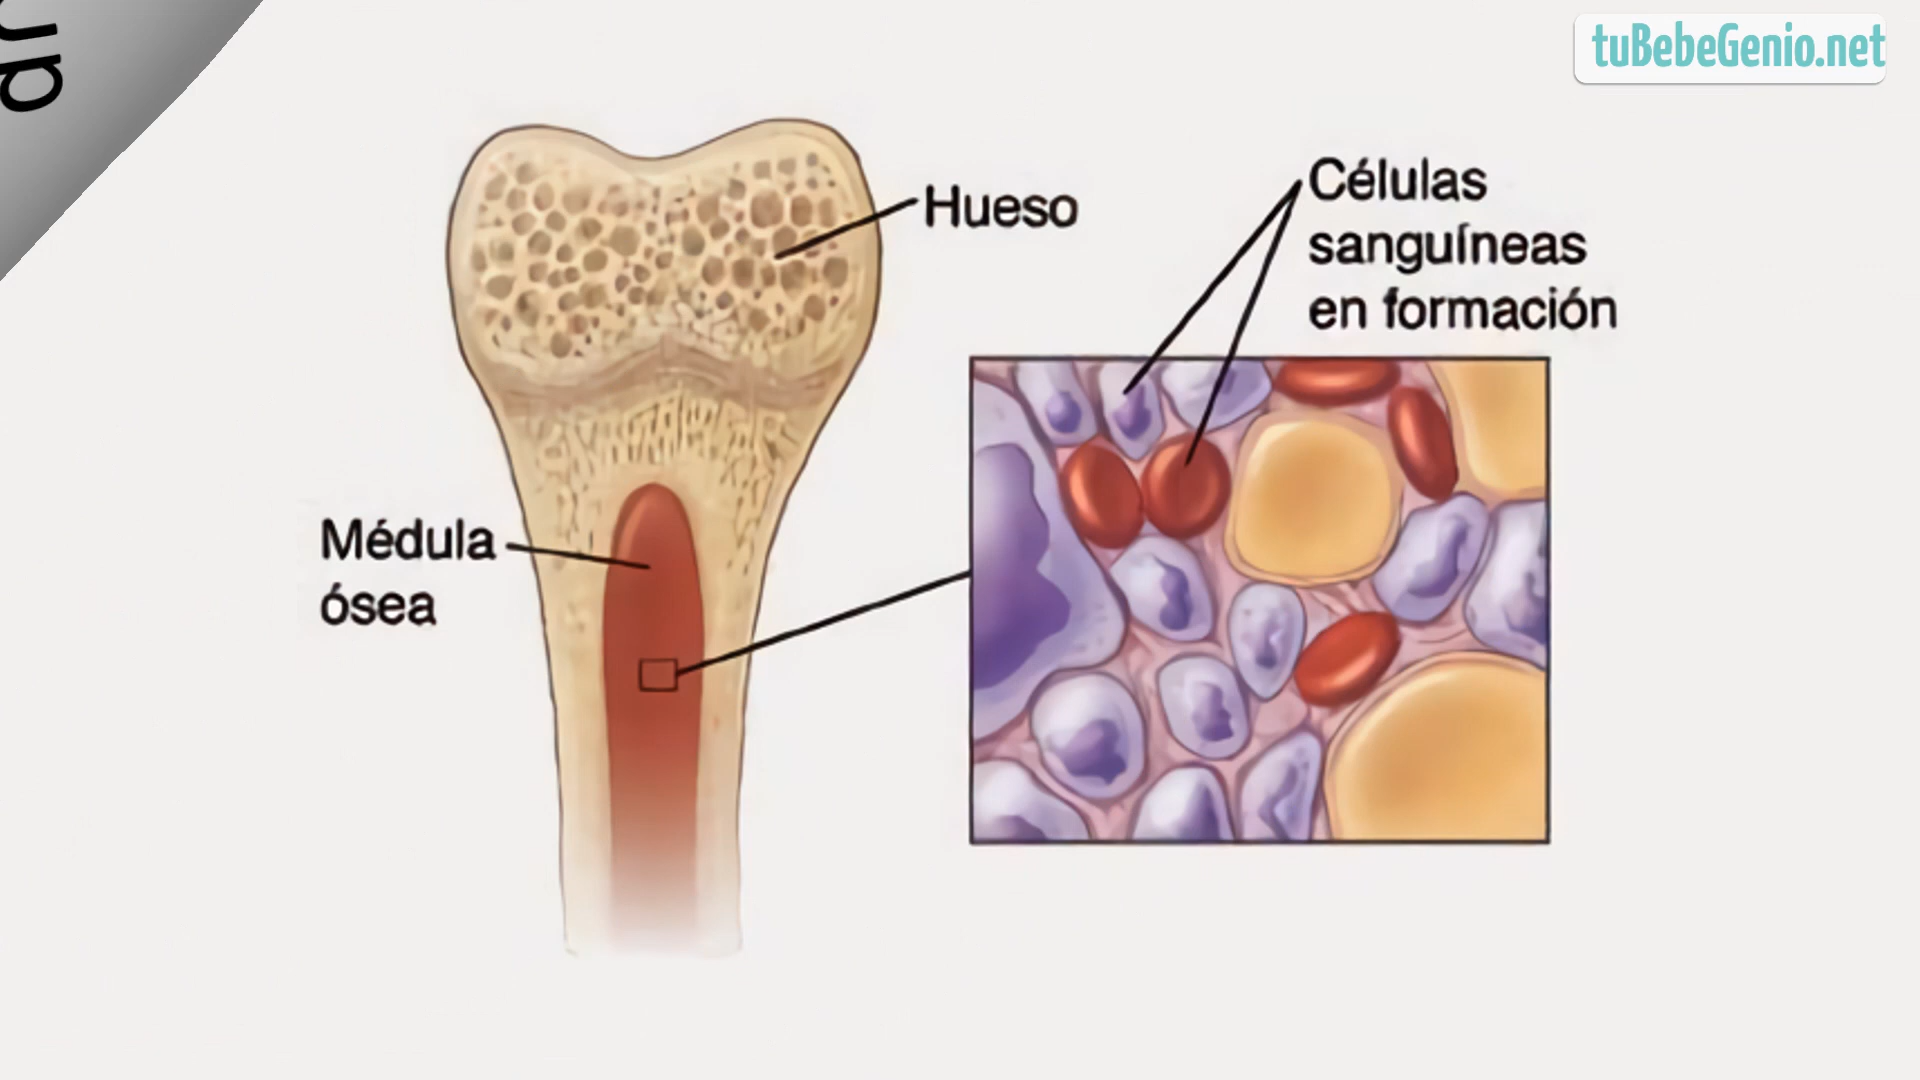 tuBebeGenio.net
Hueso
Células
sanguíneas
en formación
Médula
ósea